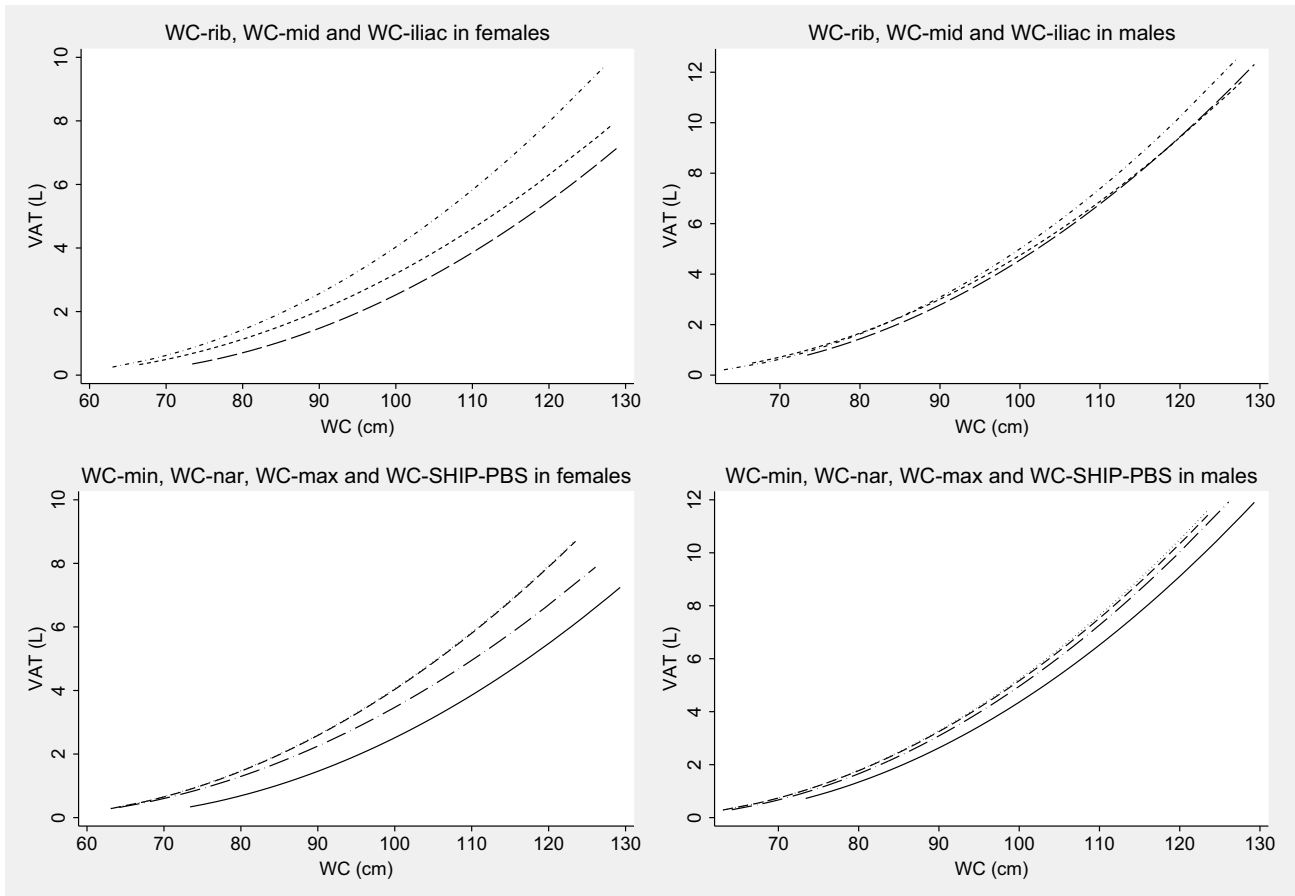 WC-rib, WC-mid and WC-iliac in females
10
8
6
4
2
0
VAT (L)
60 70 80 90 100 110 120 130
WC (cm)
WC-rib, WC-mid and WC-iliac in males
12
10
8
6
4
2
0
VAT (L)
70 80 90 100 110 120 130
WC (cm)
WC-min, WC-nar, WC-max and WC-SHIP-PBS in females
10
8
6
4
2
0
VAT (L)
60 70 80 90 100 110 120 130
WC (cm)
WC-min, WC-nar, WC-max and WC-SHIP-PBS in males
12
10
8
6
4
2
0
VAT (L)
70 80 90 100 110 120 130
WC (cm)